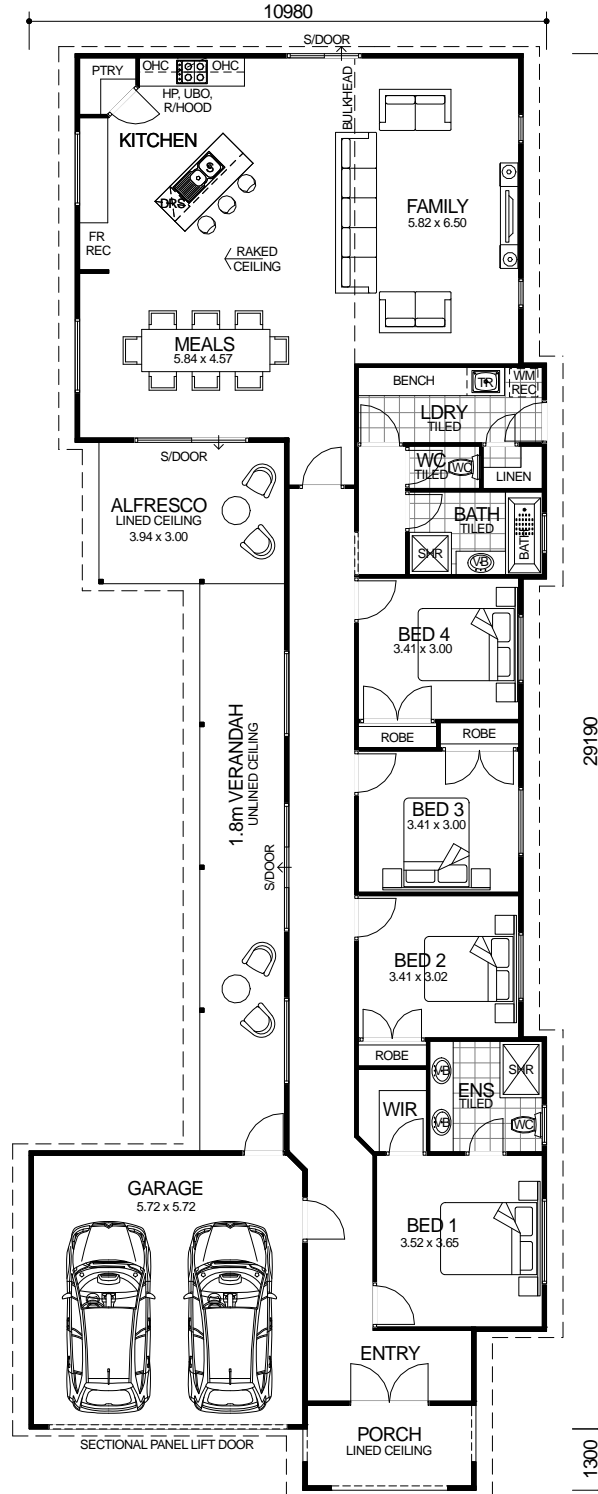 10980
S/DOOR
PTRY
OHC
OHC
HP, UBO,
R/HOOD
BULKHEAD
KITCHEN
DRS
FAMILY
5.82 x 6.50
FR
REC
RAKED
CEILING
MEALS
5.84 x 4.57
BENCH
TR
WM
REC
LDRY
TILED
S/DOOR
WC
TILED
WC
LINEN
ALFRESCO
LINED CEILING
3.94 x 3.00
BATH
TILED
SHR
VB
BATH
BED 4
3.41 x 3.00
ROBE
ROBE
29190
1.8m VERANDAH
UNLINED CEILING
S/DOOR
BED 3
3.41 x 3.00
BED 2
3.41 x 3.02
ROBE
VB
SHR
ENS
TILED
WIR
VB
WC
GARAGE
5.72 x 5.72
BED 1
3.52 x 3.65
ENTRY
SECTIONAL PANEL LIFT DOOR
PORCH
LINED CEILING
1300